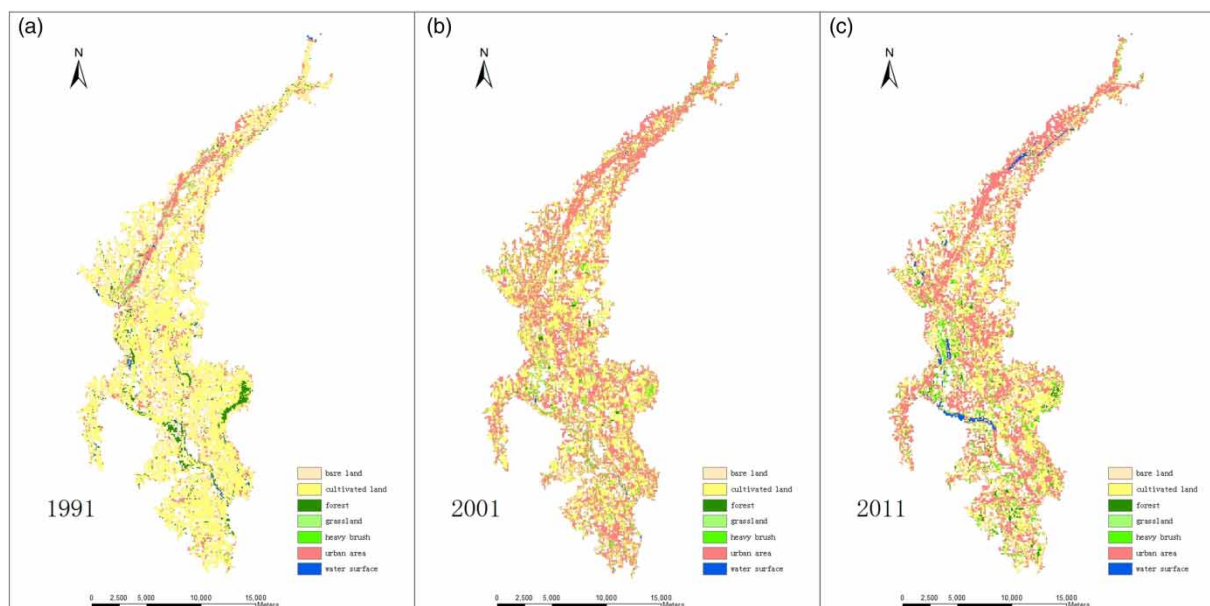 (a)
N
1991
bare land
cultivated land
forest
grassland
heavy brush
urban area
water surface
0 2,500 5,000 10,000 15,000
Meters
(b)
N
2001
bare land
cultivated land
forest
grassland
heavy brush
urban area
water surface
0 2,500 5,000 10,000 15,000
Meters
(c)
N
2011
bare land
cultivated land
forest
grassland
heavy brush
urban area
water surface
0 2,500 5,000 10,000 15,000
Meters